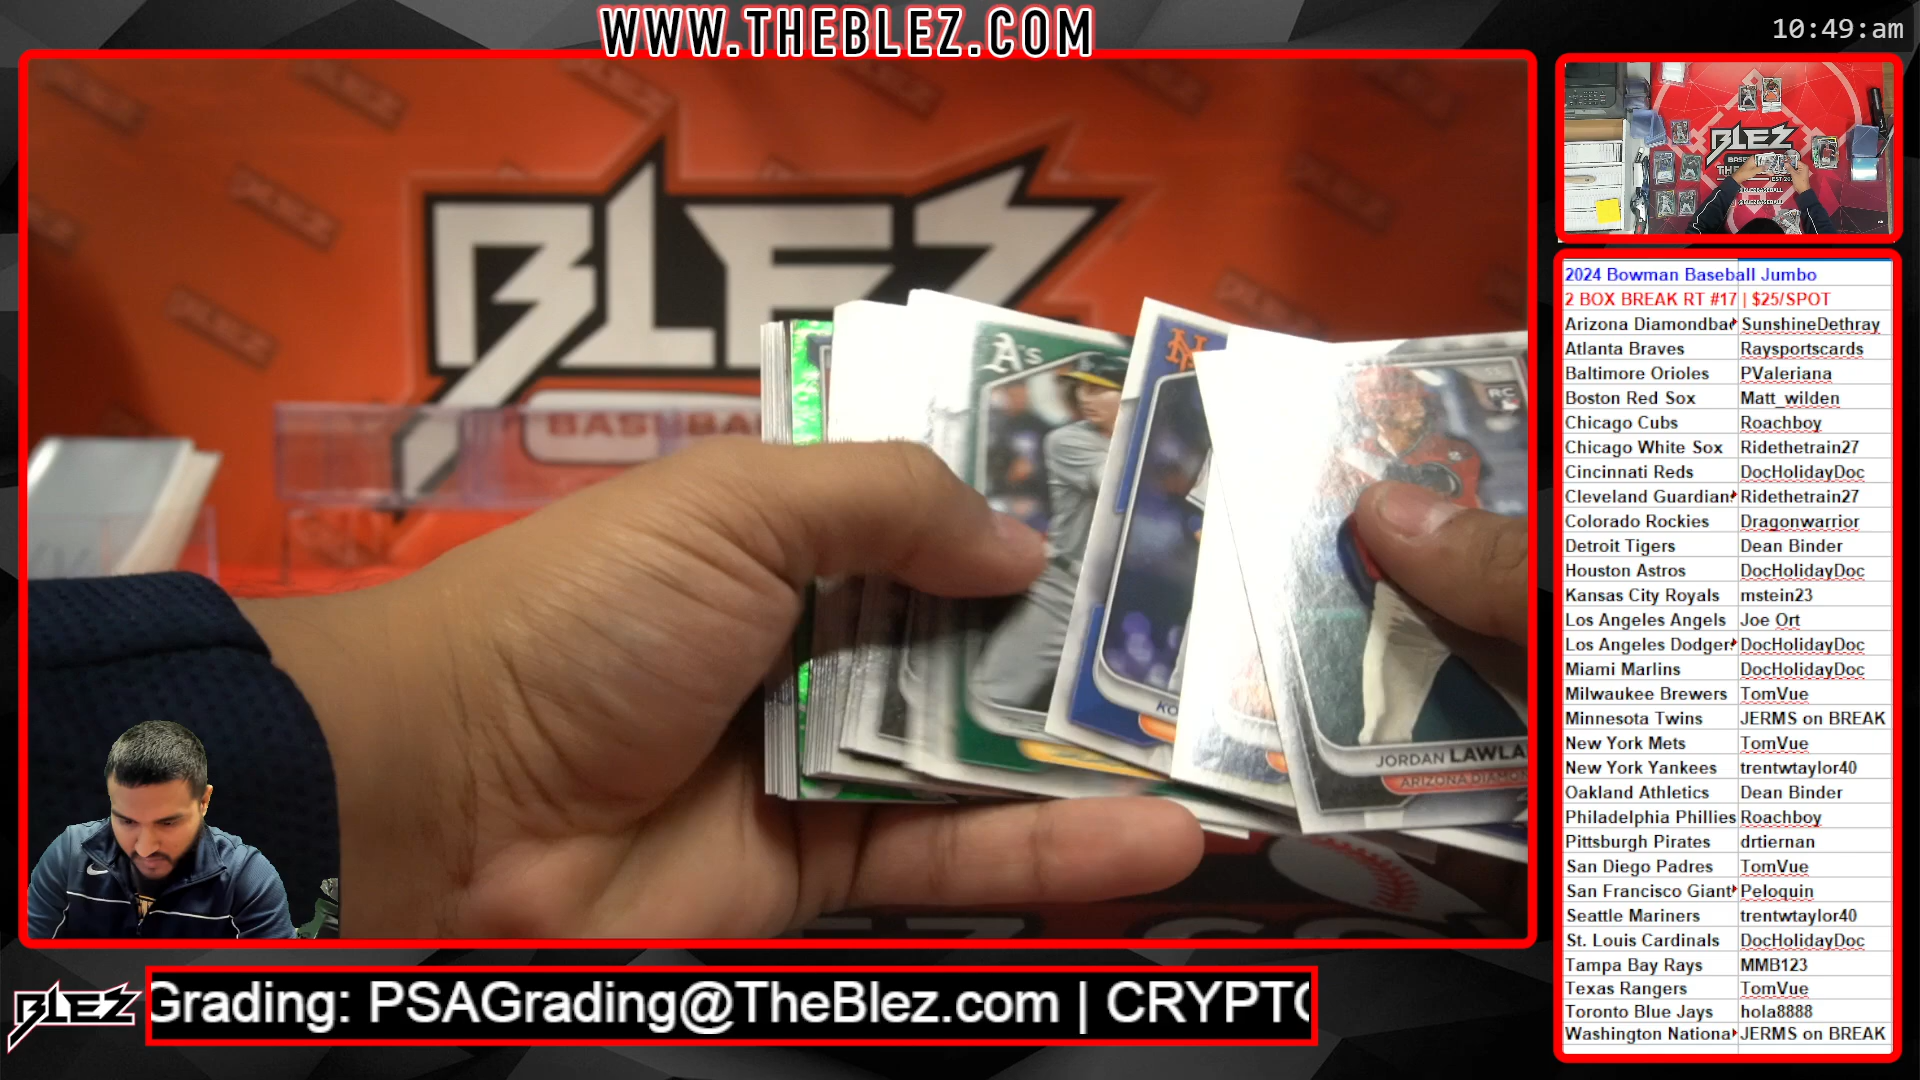 WWW.THEBLEZ.COM
10:49:am
BLEZ
A's
RC
JORDAN LAWLA
ARIZONA DIAMON
BLEZ
2024 Bowman Baseball Jumbo
2 BOX BREAK RT #17 | $25/SPOT
Arizona Diamondba SunshineDethray
Atlanta Braves Raysportscards
Baltimore Orioles PValeriana
Boston Red Sox Matt_wilden
Chicago Cubs Roachboy
Chicago White Sox Ridethetrain27
Cincinnati Reds DocHolidayDoc
Cleveland Guardian Ridethetrain27
Colorado Rockies Dragonwarrior
Detroit Tigers Dean Binder
Houston Astros DocHolidayDoc
Kansas City Royals mstein23
Los Angeles Angels Joe Ort
Los Angeles Dodger DocHolidayDoc
Miami Marlins DocHolidayDoc
Milwaukee Brewers TomVue
Minnesota Twins JERMS on BREAK
New York Mets TomVue
New York Yankees trentwtaylor40
Oakland Athletics Dean Binder
Philadelphia Phillies Roachboy
Pittsburgh Pirates drtiernan
San Diego Padres TomVue
San Francisco Giant Peloquin
Seattle Mariners trentwtaylor40
St. Louis Cardinals DocHolidayDoc
Tampa Bay Rays MMB123
Texas Rangers TomVue
Toronto Blue Jays hola8888
Washington Nationa JERMS on BREAK
BLEZ
Grading: PSAGrading@TheBlez.com | CRYPTO